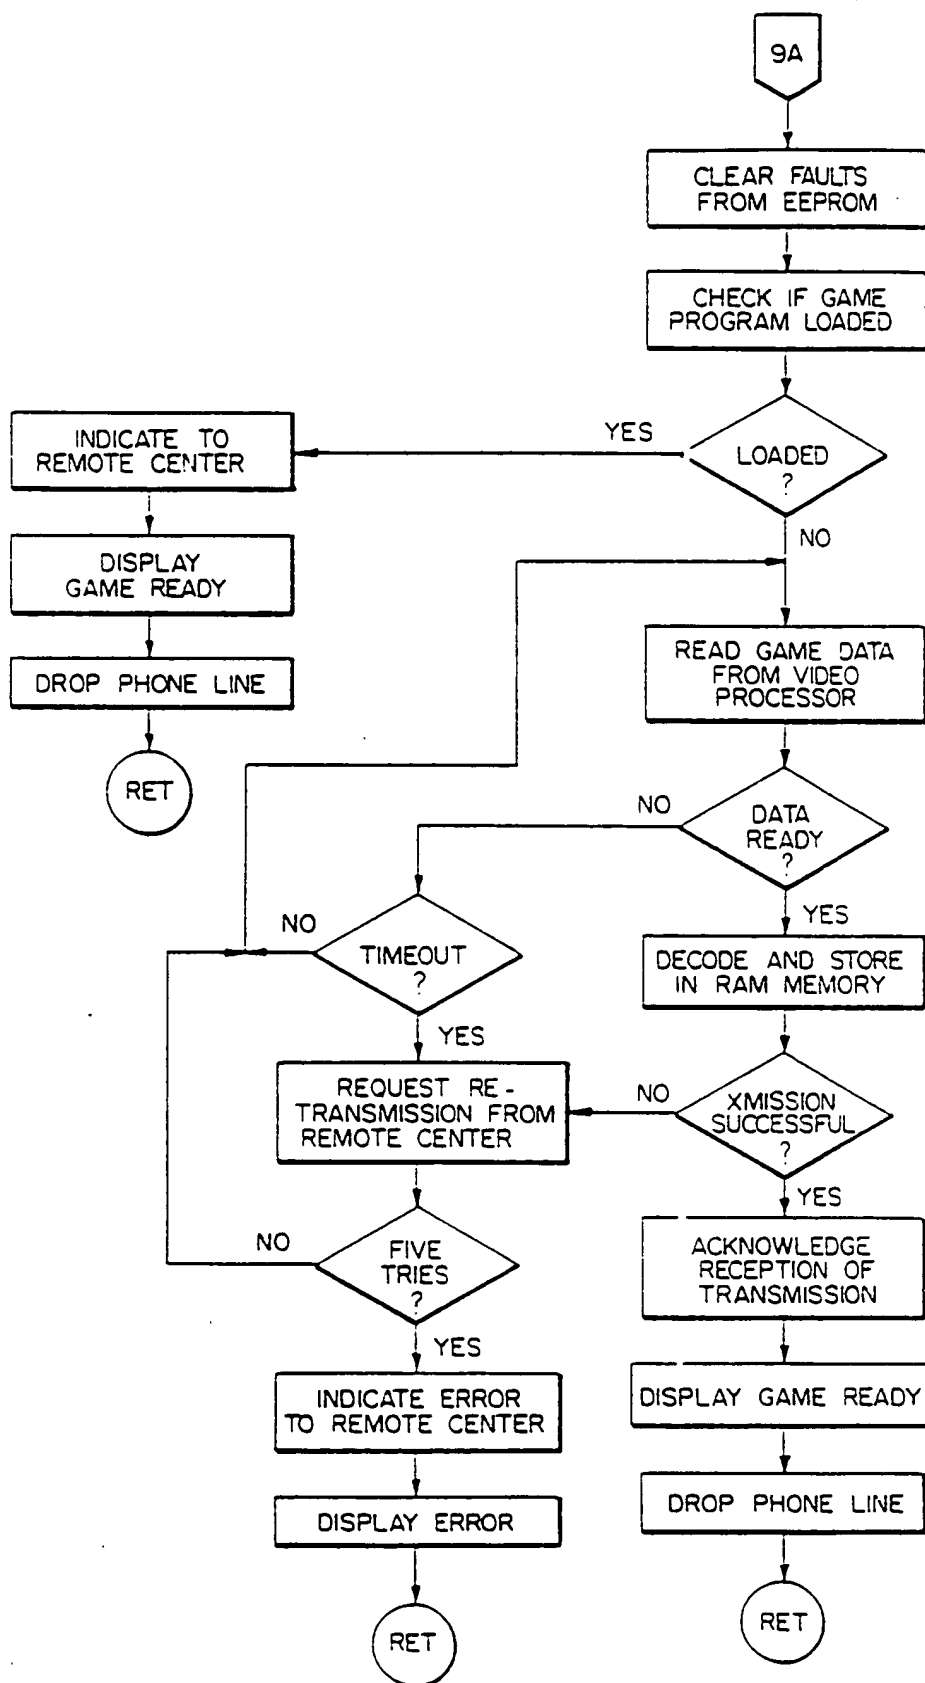 9A
CLEAR FAULTS
FROM EEPROM
CHECK IF GAME
PROGRAM LOADED
LOADED
?
YES
NO
INDICATE TO
REMOTE CENTER
DISPLAY
GAME READY
DROP PHONE LINE
RET
READ GAME DATA
FROM VIDEO
PROCESSOR
DATA
READY
?
NO
YES
TIMEOUT
?
NO
YES
DECODE AND STORE
IN RAM MEMORY
XMISSION
SUCCESSFUL
?
NO
YES
REQUEST RE-
TRANSMISSION FROM
REMOTE CENTER
FIVE
TRIES
?
NO
YES
INDICATE ERROR
TO REMOTE CENTER
DISPLAY ERROR
RET
ACKNOWLEDGE
RECEPTION OF
TRANSMISSION
DISPLAY GAME READY
DROP PHONE LINE
RET